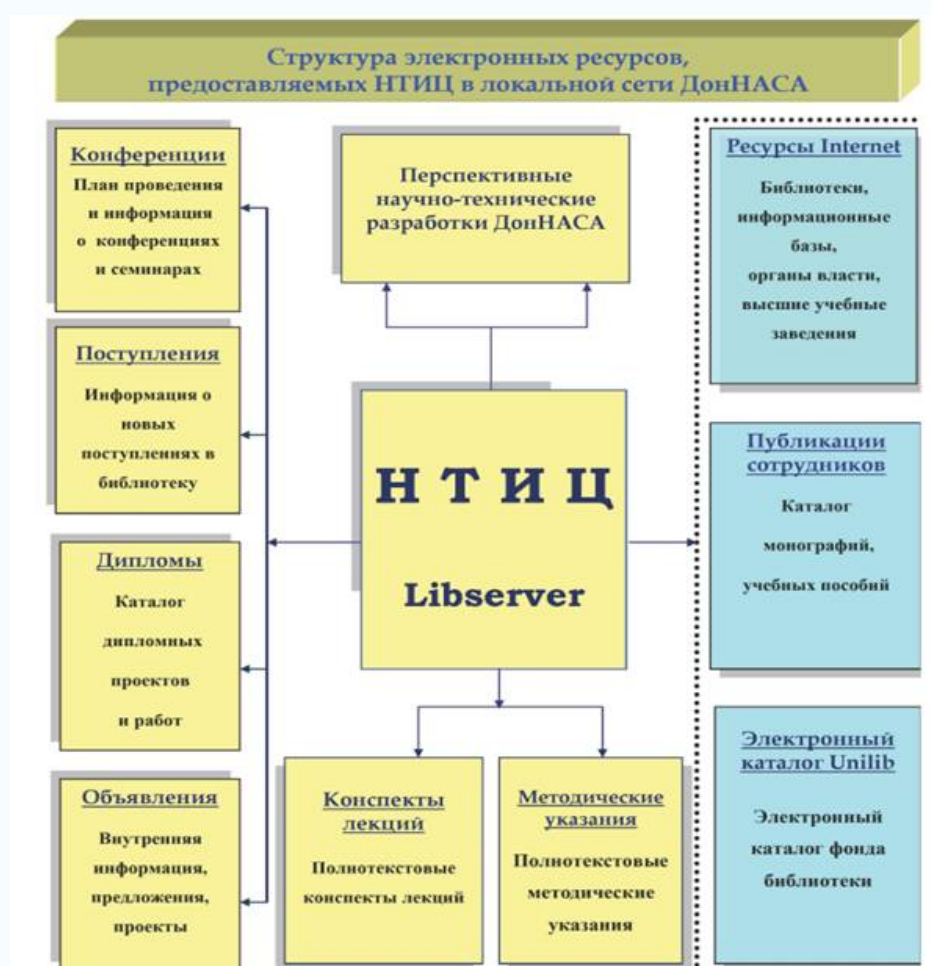 Структура электронных ресурсов,
предоставляемых НТИЦ в локальной сети ДонНАСА
Конференции
План проведения
и информация
о конференциях
и семинарах
Поступления
Информация о
новых
поступлениях в
библиотеку
Дипломы
Каталог
дипломных
проектов
и работ
Объявления
Внутренняя
информация,
предложения,
проекты
Перспективные
научно-технические
разработки ДонНАСА
Н Т И Ц
Libserver
Конспекты
лекций
Полнотекстовые
конспекты лекций
Методические
указания
Полнотекстовые
методические
указания
Ресурсы Internet
Библиотеки,
информационные
базы,
органы власти,
высшие учебные
заведения
Публикации
сотрудников
Каталог
монографий,
учебных пособий
Электронный
каталог Unilib
Электронный
каталог фонда
библиотеки